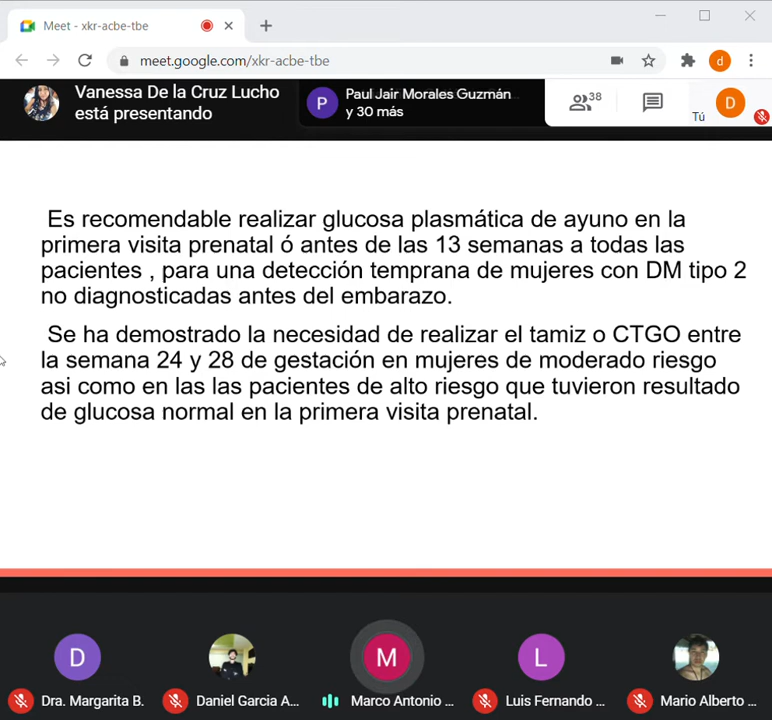 Meet - xkr-acbe-tbe
meet.google.com/xkr-acbe-tbe
d
Vanessa De la Cruz Lucho
está presentando
P
Paul Jair Morales Guzmán
y 30 más
38
Tú
D
Es recomendable realizar glucosa plasmática de ayuno en la
primera visita prenatal ó antes de las 13 semanas a todas las
pacientes , para una detección temprana de mujeres con DM tipo 2
no diagnosticadas antes del embarazo.
Se ha demostrado la necesidad de realizar el tamiz o CTGO entre
la semana 24 y 28 de gestación en mujeres de moderado riesgo
asi como en las las pacientes de alto riesgo que tuvieron resultado
de glucosa normal en la primera visita prenatal.
D
M
L
Dra. Margarita B.
Daniel Garcia A...
Marco Antonio ...
Luis Fernando ...
Mario Alberto ...